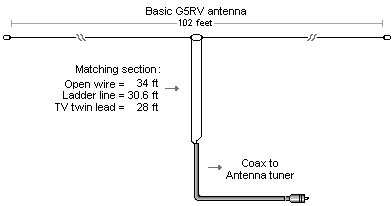 Basic G5RV antenna
102 feet
Matching section:
Open wire = 34 ft
Ladder line = 30.6 ft
TV twin lead = 28 ft
Coax to
Antenna tuner